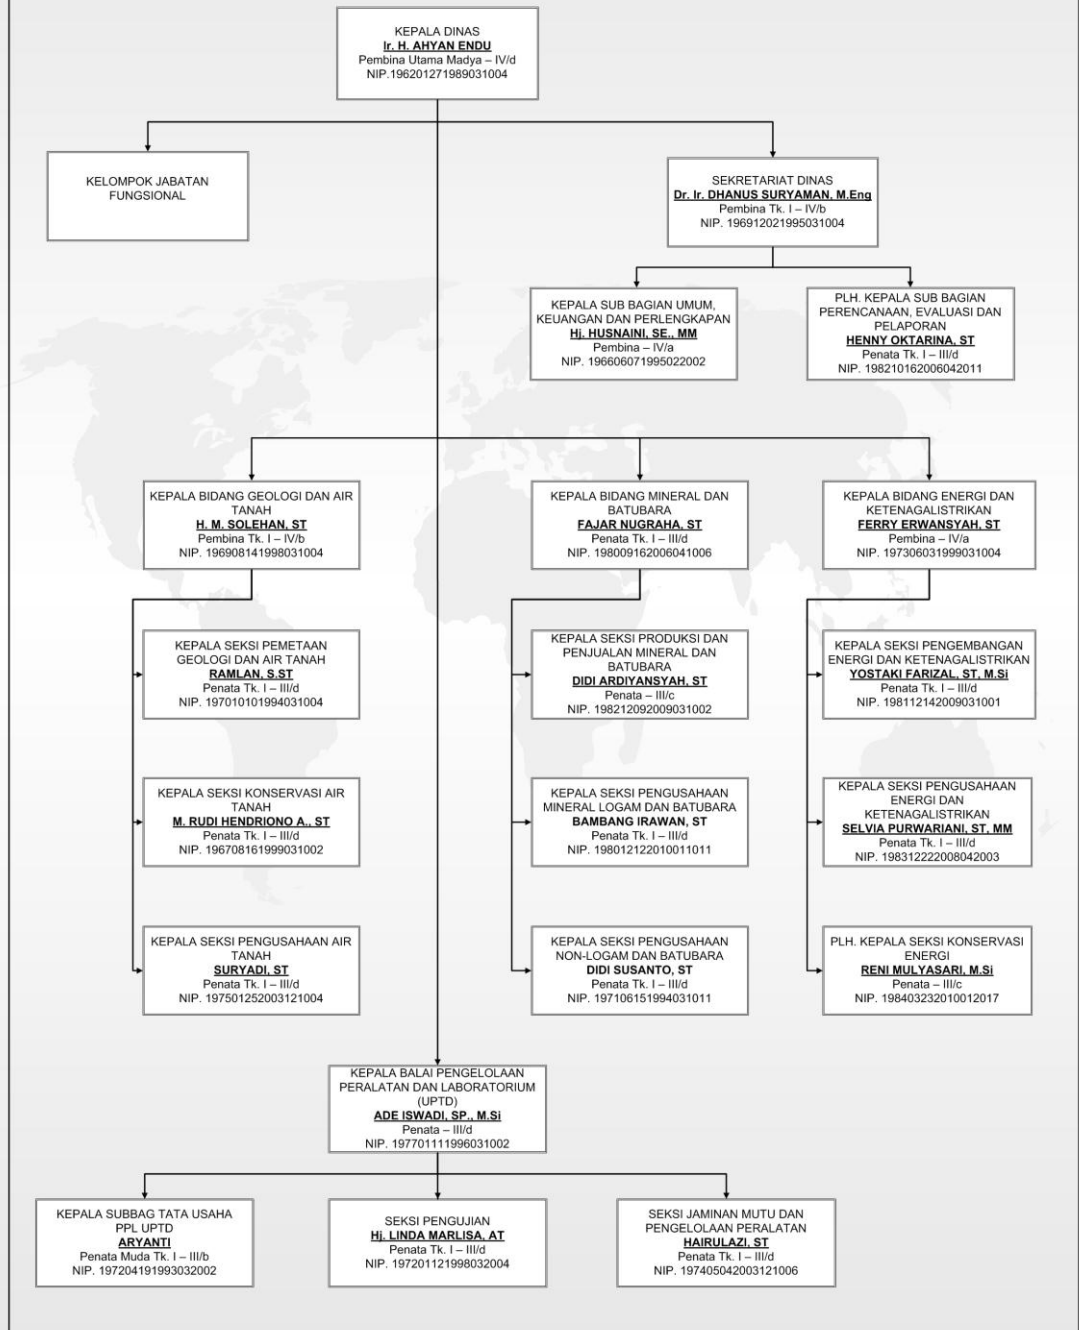 KEPALA DINAS
Ir. H. AHYAN ENDU
Pembina Utama Madya – IV/d
NIP.196201271989031004
KELOMPOK JABATAN
FUNGSIONAL
SEKRETARIAT DINAS
Dr. Ir. DHANUS SURYAMAN, M.Eng
Pembina Tk. I – IV/b
NIP. 196912021995031004
KEPALA SUB BAGIAN UMUM,
KEUANGAN DAN PERLENGKAPAN
Hj. HUSNAINI, SE., MM
Pembina – IV/a
NIP. 196606071995022002
PLH. KEPALA SUB BAGIAN
PERENCANAAN, EVALUASI DAN
PELAPORAN
HENNY OKTARINA, ST
Penata Tk. I – III/d
NIP. 198210162006042011
KEPALA BIDANG GEOLOGI DAN AIR
TANAH
H. M. SOLEHAN, ST
Pembina Tk. I – IV/b
NIP. 196908141998031004
KEPALA BIDANG MINERAL DAN
BATUBARA
FAJAR NUGRAHA, ST
Penata Tk. I – III/d
NIP. 198009162006041006
KEPALA BIDANG ENERGI DAN
KETENAGALISTRIKAN
FERRY ERWANSYAH, ST
Pembina – IV/a
NIP. 197306031999031004
KEPALA SEKSI PEMETAAN
GEOLOGI DAN AIR TANAH
RAMLAN, S.ST
Penata Tk. I – III/d
NIP. 197010101994031004
KEPALA SEKSI PRODUKSI DAN
PENJUALAN MINERAL DAN
BATUBARA
DIDI ARDIYANSYAH, ST
Penata – III/c
NIP. 198212092009031002
KEPALA SEKSI PENGEMBANGAN
ENERGI DAN KETENAGALISTRIKAN
YOSTAKI FARIZAL, ST, M.Si
Penata Tk. I – III/d
NIP. 198112142009031001
KEPALA SEKSI KONSERVASI AIR
TANAH
M. RUDI HENDRIONO A., ST
Penata Tk. I – III/d
NIP. 196708161999031002
KEPALA SEKSI PENGUSAHAAN
MINERAL LOGAM DAN BATUBARA
BAMBANG IRAWAN, ST
Penata Tk. I – III/d
NIP. 198012122010011011
KEPALA SEKSI PENGUSAHAAN
ENERGI DAN
KETENAGALISTRIKAN
SELVIA PURWARIANI, ST, MM
Penata Tk. I – III/d
NIP. 198312222008042003
KEPALA SEKSI PENGUSAHAAN AIR
TANAH
SURYADI, ST
Penata Tk. I – III/d
NIP. 197501252003121004
KEPALA SEKSI PENGUSAHAAN
NON-LOGAM DAN BATUBARA
DIDI SUSANTO, ST
Penata Tk. I – III/d
NIP. 197106151994031011
PLH. KEPALA SEKSI KONSERVASI
ENERGI
RENI MULYASARI, M.Si
Penata – III/c
NIP. 198403232010012017
KEPALA BALAI PENGELOLAAN
PERALATAN DAN LABORATORIUM
(UPTD)
ADE ISWADI, SP., M.Si
Penata – III/d
NIP. 197701111996031002
KEPALA SUBBAG TATA USAHA
PPL UPTD
ARYANTI
Penata Muda Tk. I – III/b
NIP. 197204191993032002
SEKSI PENGUJIAN
Hj. LINDA MARLISA, AT
Penata Tk. I – III/d
NIP. 197201121998032004
SEKSI JAMINAN MUTU DAN
PENGELOLAAN PERALATAN
HAIRULAZI, ST
Penata Tk. I – III/d
NIP. 197405042003121006